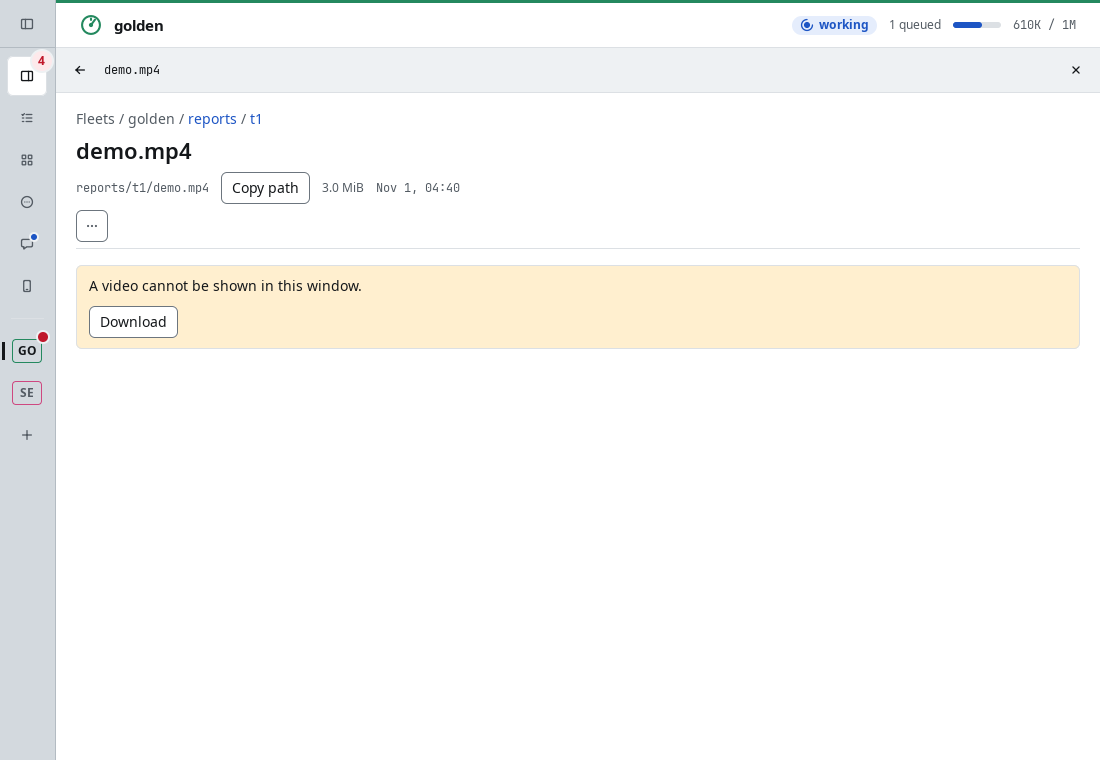 golden
working
1 queued
610K / 1M
4
demo.mp4
Fleets / golden / reports / t1
demo.mp4
reports/t1/demo.mp4
Copy path
3.0 MiB
Nov 1, 04:40
A video cannot be shown in this window.
Download
GO
SE